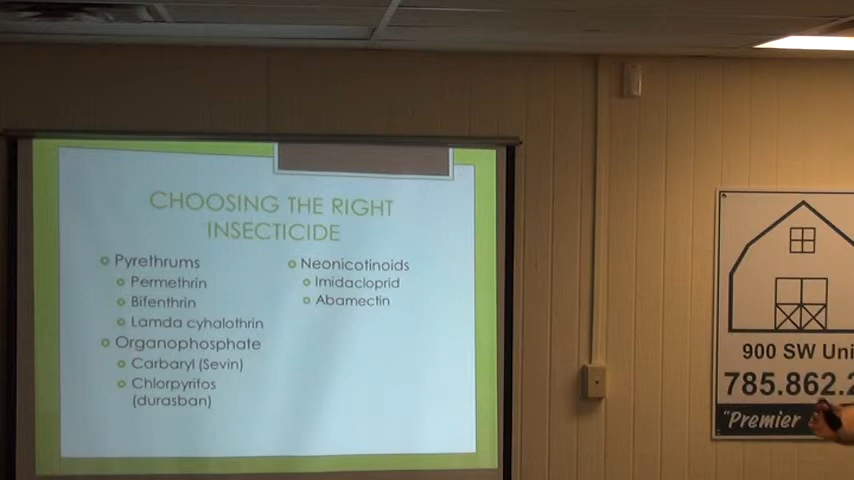 CHOOSING THE RIGHT
INSECTICIDE
Pyrethrums
Permethrin
Bifenthrin
Lamda cyhalothrin
Organophosphate
Carbaryl (Sevin)
Chlorpyrifos
(durasban)
Neonicotinoids
Imidacloprid
Abamectin
900 SW Uni
785.862.2
"Premier